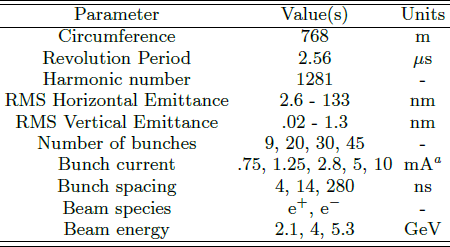 Parameter Value(s) Units
Circumference 768 m
Revolution Period 2.56 μs
Harmonic number 1281 -
RMS Horizontal Emittance 2.6 - 133 nm
RMS Vertical Emittance .02 - 1.3 nm
Number of bunches 9, 20, 30, 45 -
Bunch current .75, 1.25, 2.8, 5, 10 mAᵃ
Bunch spacing 4, 14, 280 ns
Beam species e⁺, e⁻ -
Beam energy 2.1, 4, 5.3 GeV